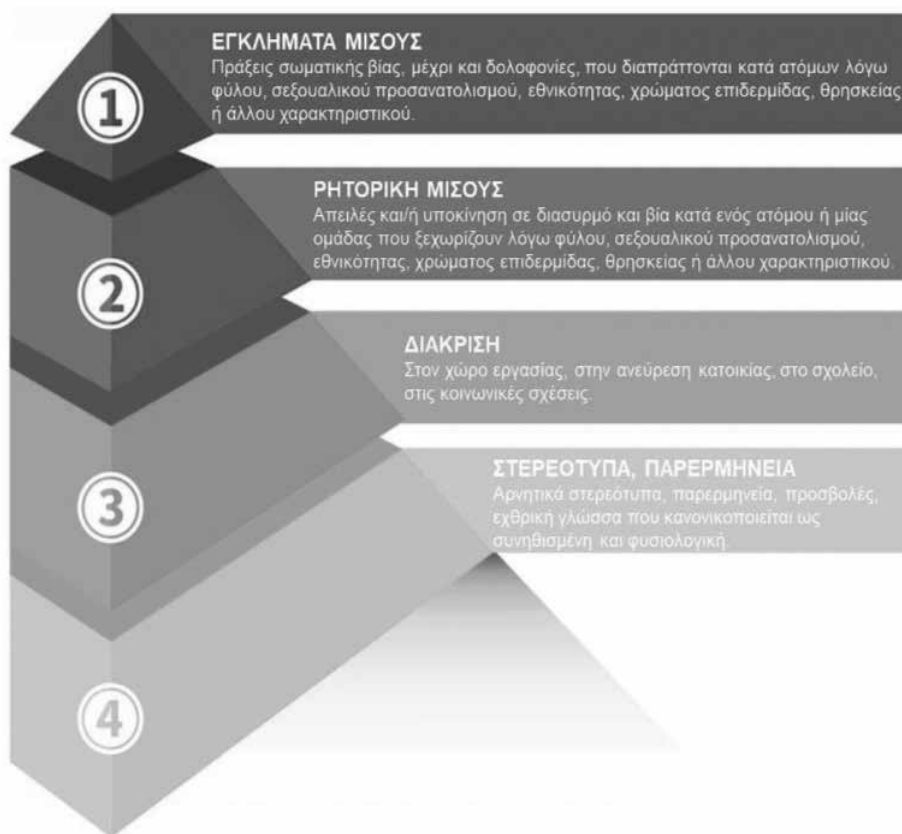 1
ΕΓΚΛΗΜΑΤΑ ΜΙΣΟΥΣ
Πράξεις σωματικής βίας, μέχρι και δολοφονίες, που διαπράττονται κατά ατόμων λόγω
φύλου, σεξουαλικού προσανατολισμού, εθνικότητας, χρώματος επιδερμίδας, θρησκείας
ή άλλου χαρακτηριστικού.
2
ΡΗΤΟΡΙΚΗ ΜΙΣΟΥΣ
Απειλές και/ή υποκίνηση σε διασυρμό και βία κατά ενός ατόμου ή μίας
ομάδας που ξεχωρίζουν λόγω φύλου, σεξουαλικού προσανατολισμού,
εθνικότητας, χρώματος επιδερμίδας, θρησκείας ή άλλου χαρακτηριστικού.
3
ΔΙΑΚΡΙΣΗ
Στον χώρο εργασίας, στην ανεύρεση κατοικίας, στο σχολείο,
στις κοινωνικές σχέσεις.
4
ΣΤΕΡΕΟΤΥΠΑ, ΠΑΡΕΡΜΗΝΕΙΑ
Αρνητικά στερεότυπα, παρερμηνεία, προσβολές,
εχθρική γλώσσα που κανονικοποιείται ως
συνηθισμένη και φυσιολογική.